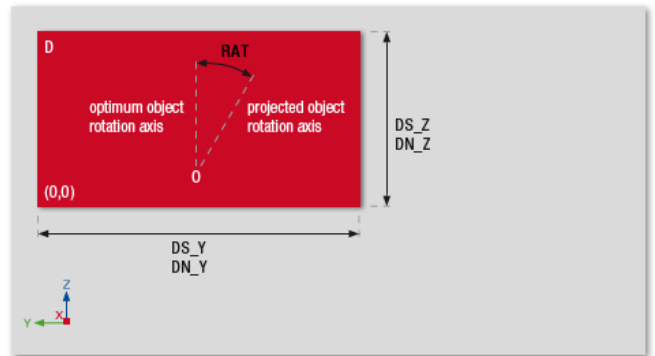 D
RAT
optimum object
rotation axis
projected object
rotation axis
O
(0,0)
DS_Z
DN_Z
DS_Y
DN_Y
Z
X
Y